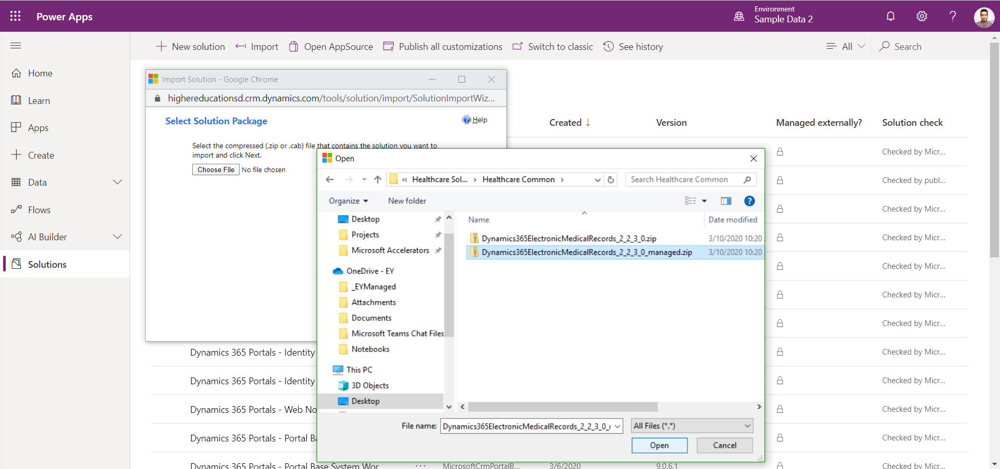 Power Apps
Environment
Sample Data 2
New solution
Import
Open AppSource
Publish all customizations
Switch to classic
See history
All
Search
Home
Learn
Apps
Create
Data
Flows
AI Builder
Solutions
Import Solution - Google Chrome
highereducationsd.crm.dynamics.com/tools/solution/import/SolutionImportWiz...
Select Solution Package
Help
Select the compressed (.zip or .cab) file that contains the solution you want to
import and click Next.
Choose File No file chosen
Created
Version
Managed externally?
Solution check
Open
« Healthcare Sol... › Healthcare Common ›
Search Healthcare Common
Organize
New folder
Desktop
Projects
Microsoft Accelerators
OneDrive - EY
_EYManaged
Attachments
Documents
Microsoft Teams Chat Files
Notebooks
This PC
3D Objects
Desktop
Name
Date modified
Dynamics365ElectronicMedicalRecords_2_2_3_0.zip
3/10/2020 10:20
Dynamics365ElectronicMedicalRecords_2_2_3_0_managed.zip
3/10/2020 10:20
File name:
Dynamics365ElectronicMedicalRecords_2_2_3_0_
All Files (*.*)
Open
Cancel
Checked by Micr...
Checked by publ...
Checked by Micr...
Checked by Micr...
Checked by Micr...
Checked by Micr...
Checked by Micr...
Dynamics 365 Portals - Identity
Checked by Micr...
Dynamics 365 Portals - Identity
Checked by Micr...
Dynamics 365 Portals - Web No
Checked by Micr...
Dynamics 365 Portals - Portal Ba
Checked by Micr...
Dynamics 365 Portals - Portal Base System Wor
...
MicrosoftCrmPortalB...
3/6/2020
9.0.6.1
Checked by Micr...